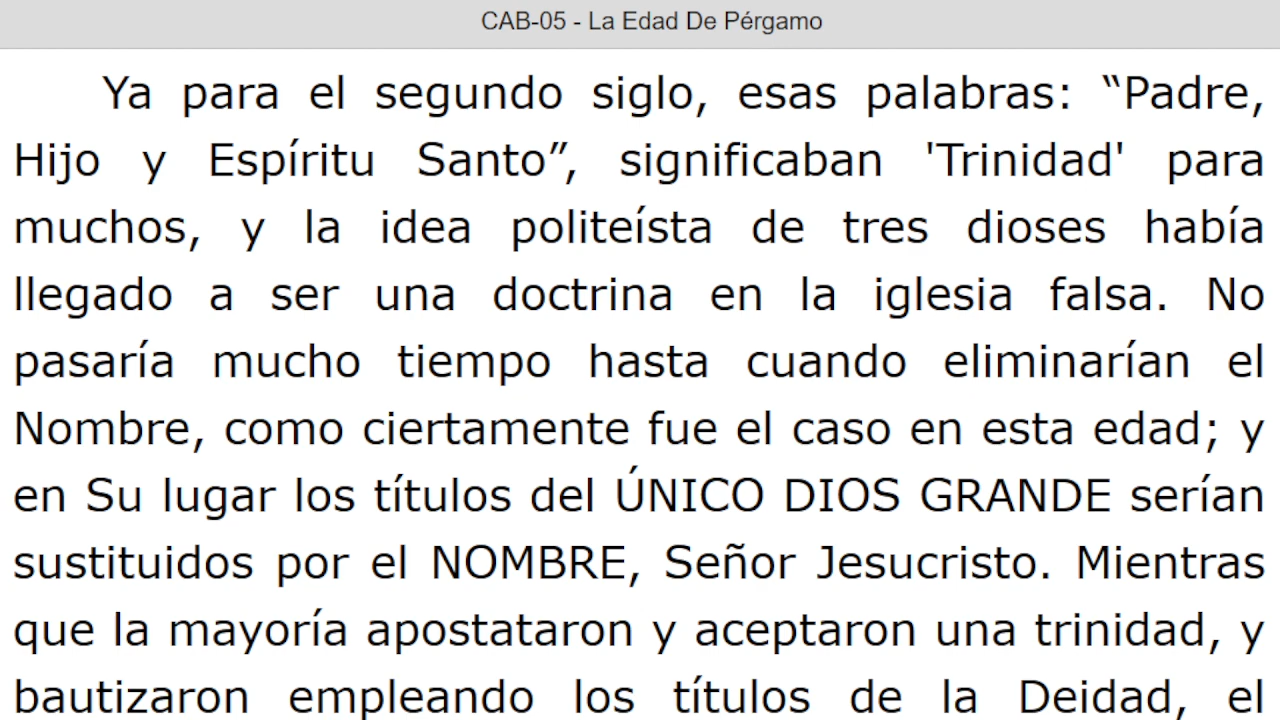 CAB-05 - La Edad De Pérgamo
Ya para el segundo siglo, esas palabras: “Padre,
Hijo y Espíritu Santo”, significaban 'Trinidad' para
muchos, y la idea politeísta de tres dioses había
llegado a ser una doctrina en la iglesia falsa. No
pasaría mucho tiempo hasta cuando eliminarían el
Nombre, como ciertamente fue el caso en esta edad; y
en Su lugar los títulos del ÚNICO DIOS GRANDE serían
sustituidos por el NOMBRE, Señor Jesucristo. Mientras
que la mayoría apostataron y aceptaron una trinidad, y
bautizaron empleando los títulos de la Deidad, el